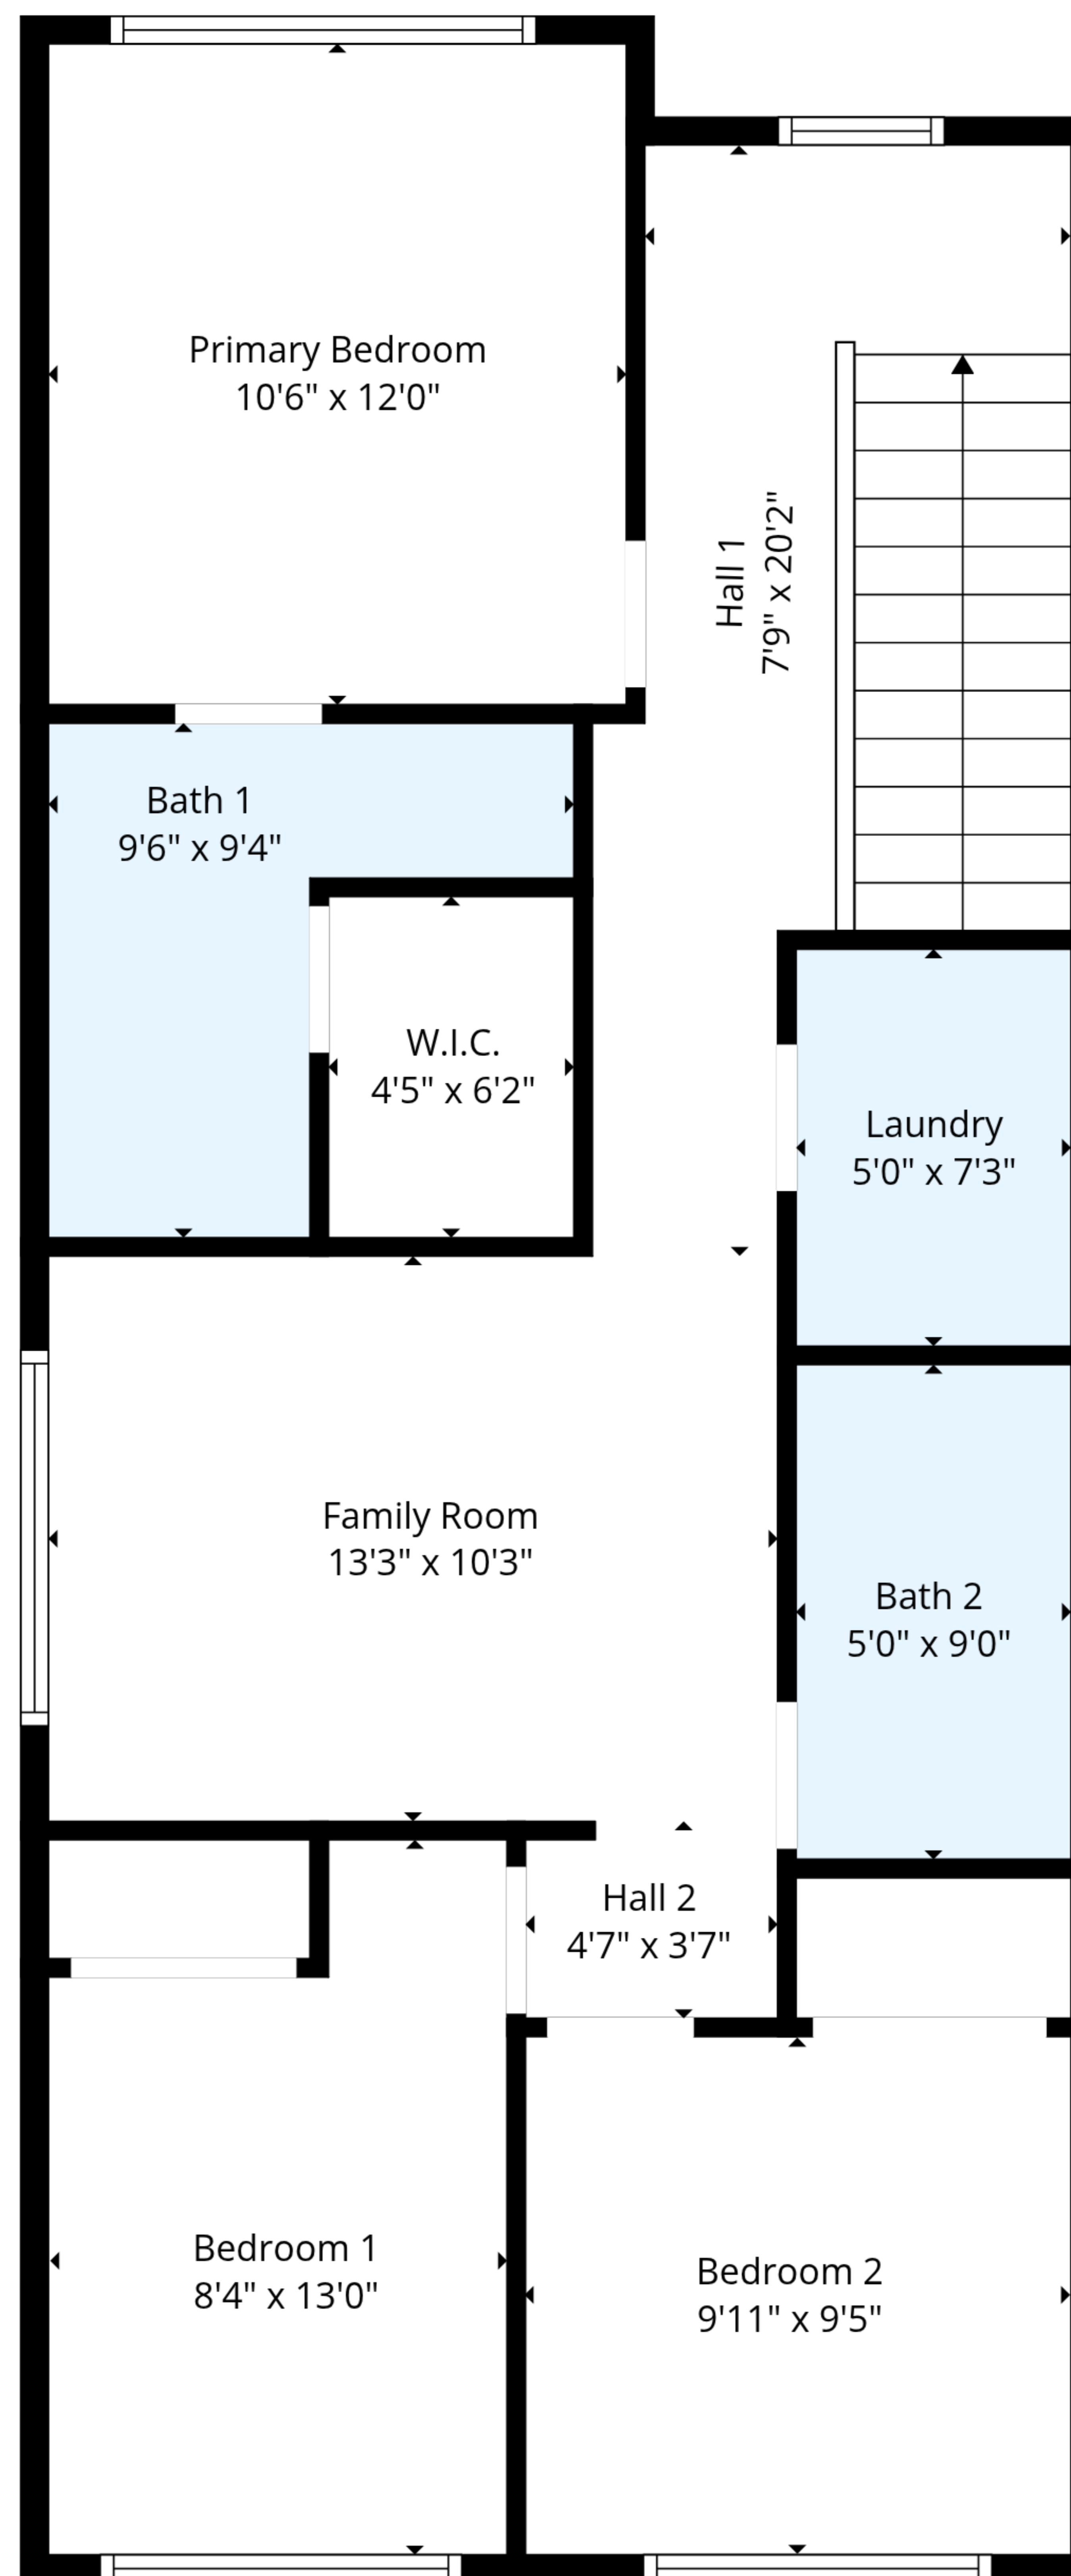 Primary Bedroom
10'6" x 12'0"
Hall 1
7'9" x 20'2"
Bath 1
9'6" x 9'4"
W.I.C.
4'5" x 6'2"
Laundry
5'0" x 7'3"
Family Room
13'3" x 10'3"
Bath 2
5'0" x 9'0"
Hall 2
4'7" x 3'7"
Bedroom 1
8'4" x 13'0"
Bedroom 2
9'11" x 9'5"